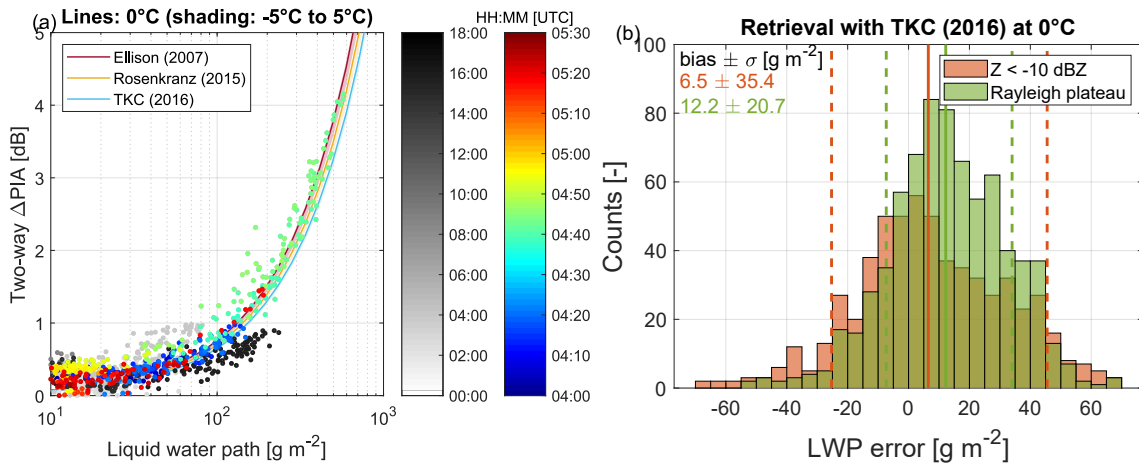 (a) Lines: 0°C (shading: -5°C to 5°C)
Ellison (2007)
Rosenkranz (2015)
TKC (2016)
Two-way ΔPIA [dB]
5
4
3
2
1
0
10¹ 10² 10³
Liquid water path [g m⁻²]
HH:MM [UTC]
18:00
16:00
14:00
12:00
10:00
08:00
06:00
04:00
02:00
00:00
05:30
05:20
05:10
05:00
04:50
04:40
04:30
04:20
04:10
04:00
(b) Retrieval with TKC (2016) at 0°C
bias ± σ [g m⁻²]
6.5 ± 35.4
12.2 ± 20.7
Z < -10 dBZ
Rayleigh plateau
Counts [-]
100
80
60
40
20
0
-60 -40 -20 0 20 40 60
LWP error [g m⁻²]